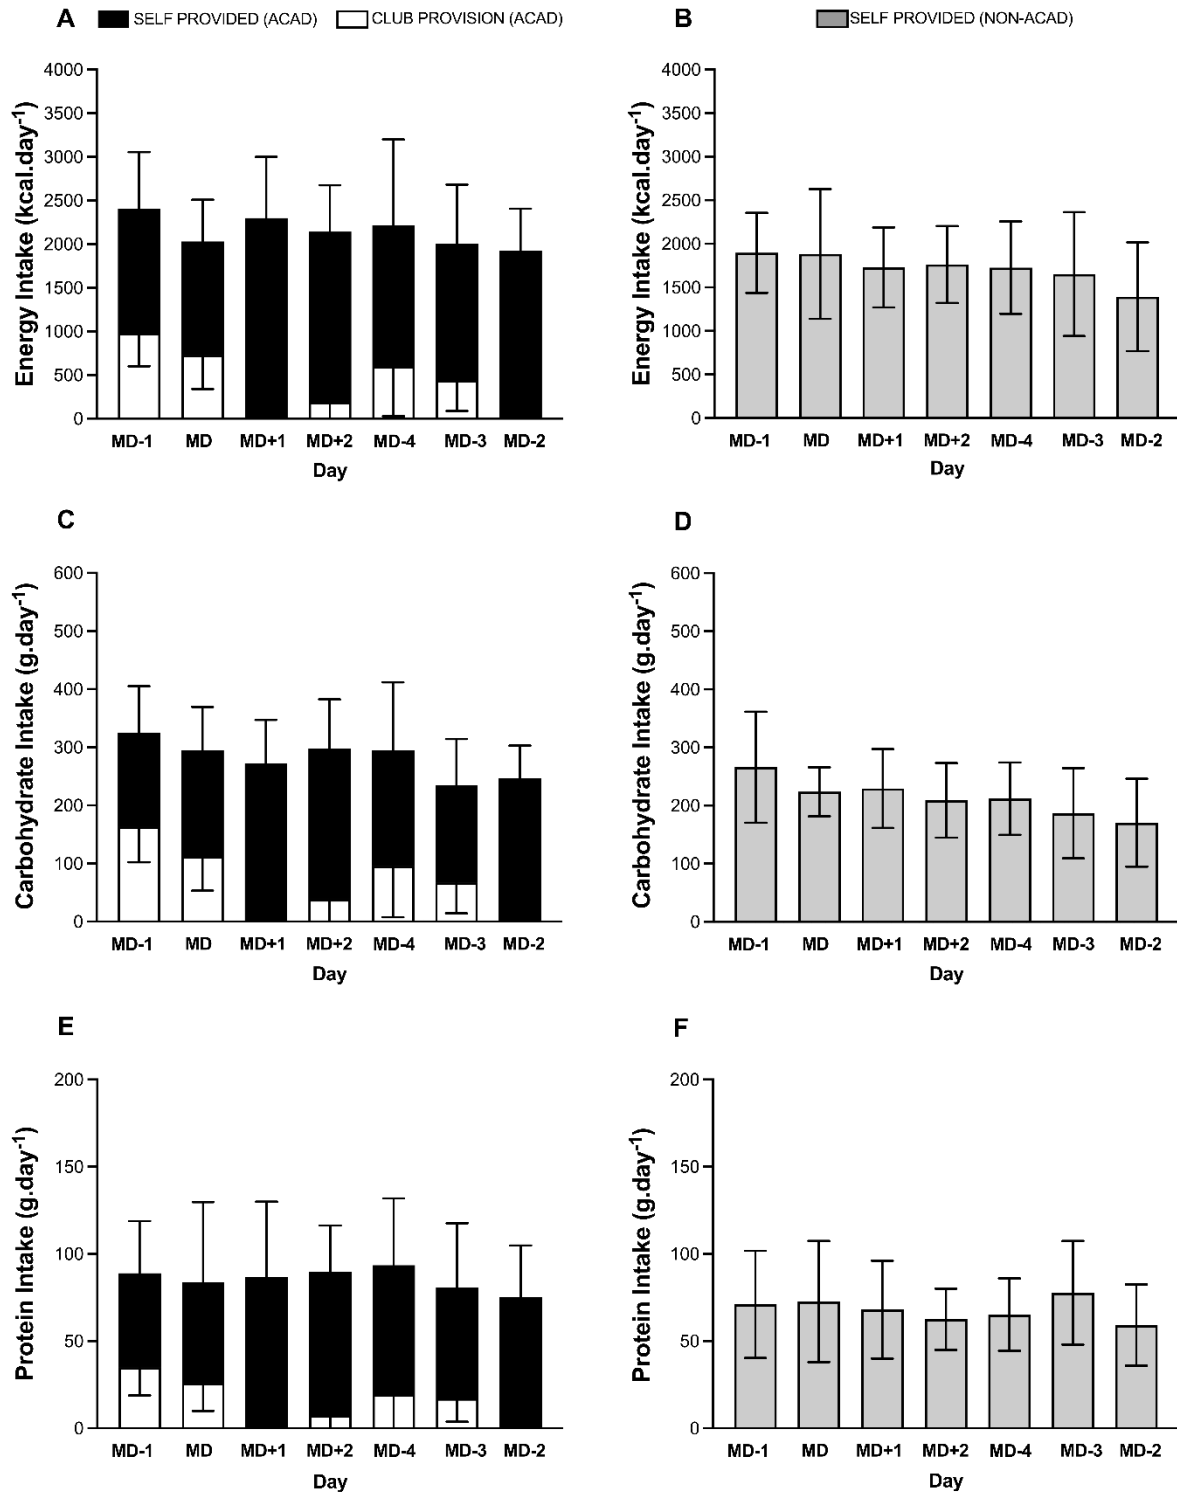 A
SELF PROVIDED (ACAD)
CLUB PROVISION (ACAD)
Energy Intake (kcal.day⁻¹)
4000
3500
3000
2500
2000
1500
1000
500
0
MD-1 MD MD+1 MD+2 MD-4 MD-3 MD-2
Day
B
SELF PROVIDED (NON-ACAD)
Energy Intake (kcal.day⁻¹)
4000
3500
3000
2500
2000
1500
1000
500
0
MD-1 MD MD+1 MD+2 MD-4 MD-3 MD-2
Day
C
Carbohydrate Intake (g.day⁻¹)
600
500
400
300
200
100
0
MD-1 MD MD+1 MD+2 MD-4 MD-3 MD-2
Day
D
Carbohydrate Intake (g.day⁻¹)
600
500
400
300
200
100
0
MD-1 MD MD+1 MD+2 MD-4 MD-3 MD-2
Day
E
Protein Intake (g.day⁻¹)
200
150
100
50
0
MD-1 MD MD+1 MD+2 MD-4 MD-3 MD-2
Day
F
Protein Intake (g.day⁻¹)
200
150
100
50
0
MD-1 MD MD+1 MD+2 MD-4 MD-3 MD-2
Day